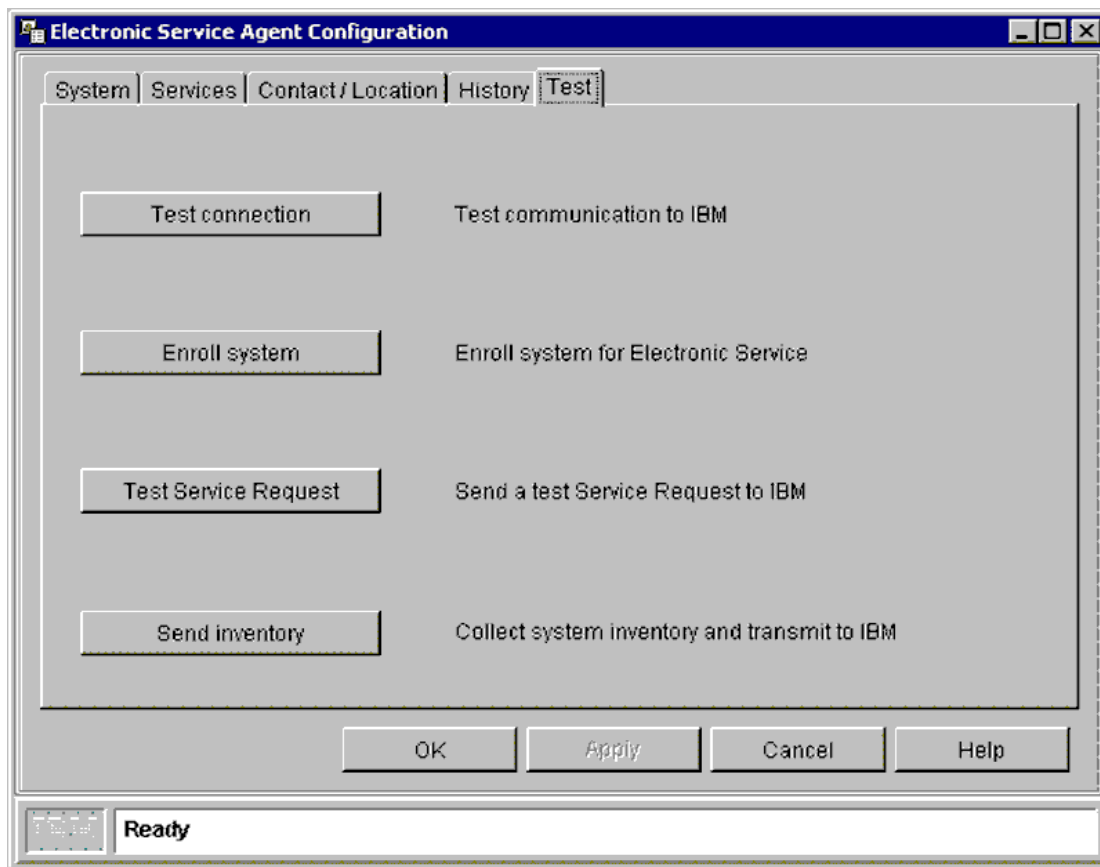 Electronic Service Agent Configuration
System Services Contact / Location History Test
Test connection Test communication to IBM
Enroll system Enroll system for Electronic Service
Test Service Request Send a test Service Request to IBM
Send inventory Collect system inventory and transmit to IBM
OK Apply Cancel Help
Ready